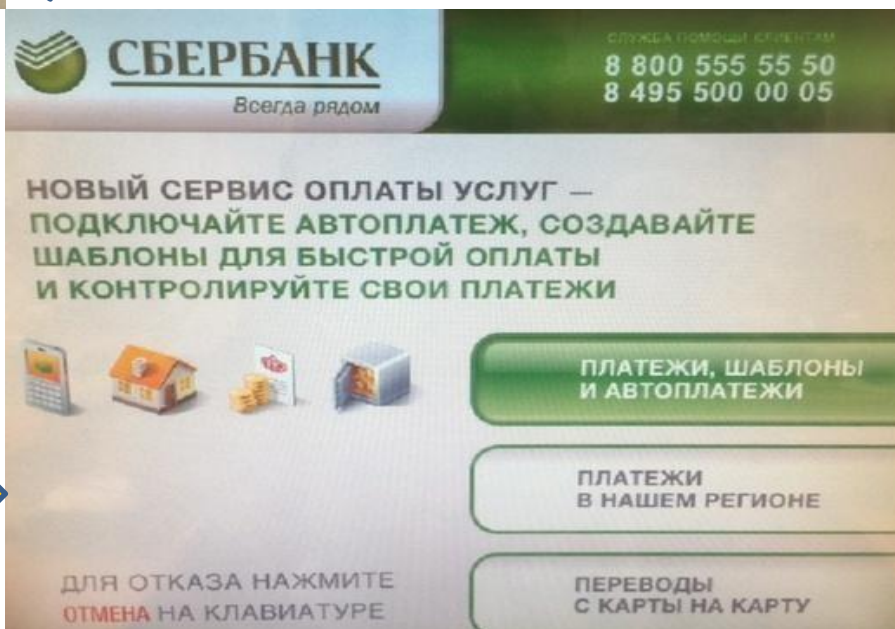 СБЕРБАНК
Всегда рядом
СЛУЖБА ПОМОЩИ КЛИЕНТАМ
8 800 555 55 50
8 495 500 00 05
НОВЫЙ СЕРВИС ОПЛАТЫ УСЛУГ —
ПОДКЛЮЧАЙТЕ АВТОПЛАТЕЖ, СОЗДАВАЙТЕ
ШАБЛОНЫ ДЛЯ БЫСТРОЙ ОПЛАТЫ
И КОНТРОЛИРУЙТЕ СВОИ ПЛАТЕЖИ
ПЛАТЕЖИ, ШАБЛОНЫ
И АВТОПЛАТЕЖИ
ПЛАТЕЖИ
В НАШЕМ РЕГИОНЕ
ДЛЯ ОТКАЗА НАЖМИТЕ
ОТМЕНА НА КЛАВИАТУРЕ
ПЕРЕВОДЫ
С КАРТЫ НА КАРТУ